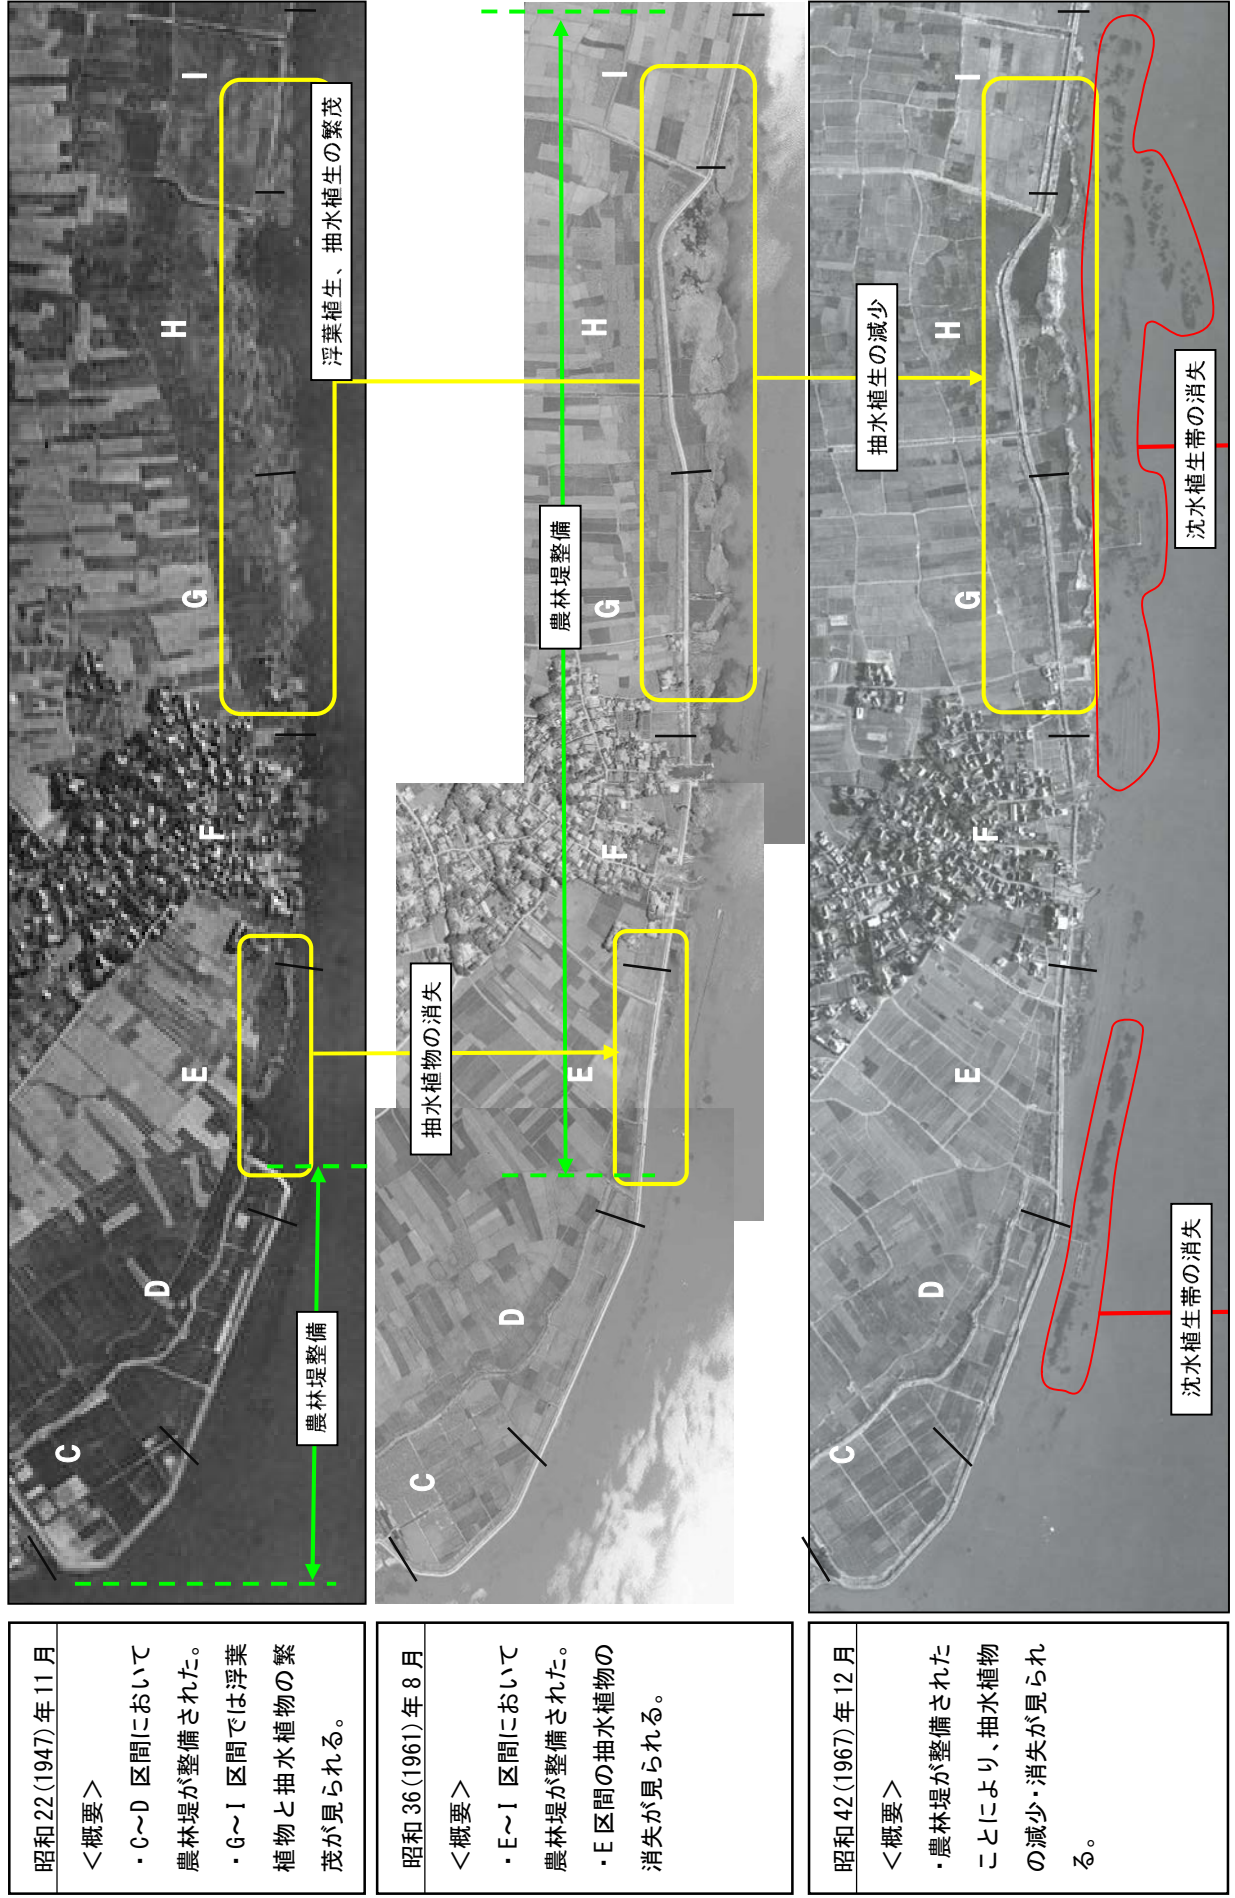 昭和22(1947)年11月
<概要>
・C~D 区間において
農林堤が整備された。
・G~I 区間では浮葉
植物と抽水植物の繁
茂が見られる。
C
D
E
F
G
H
I
農林堤整備
浮葉植生、抽水植生の繁茂
昭和36(1961)年8月
<概要>
・E~I 区間において
農林堤が整備された。
・E 区間の抽水植物の
消失が見られる。
C
D
E
F
G
H
I
抽水植物の消失
農林堤整備
昭和42(1967)年12月
<概要>
・農林堤が整備された
ことにより、抽水植物
の減少・消失が見られ
る。
C
D
E
F
G
H
I
抽水植生の減少
沈水植生帯の消失
沈水植生帯の消失